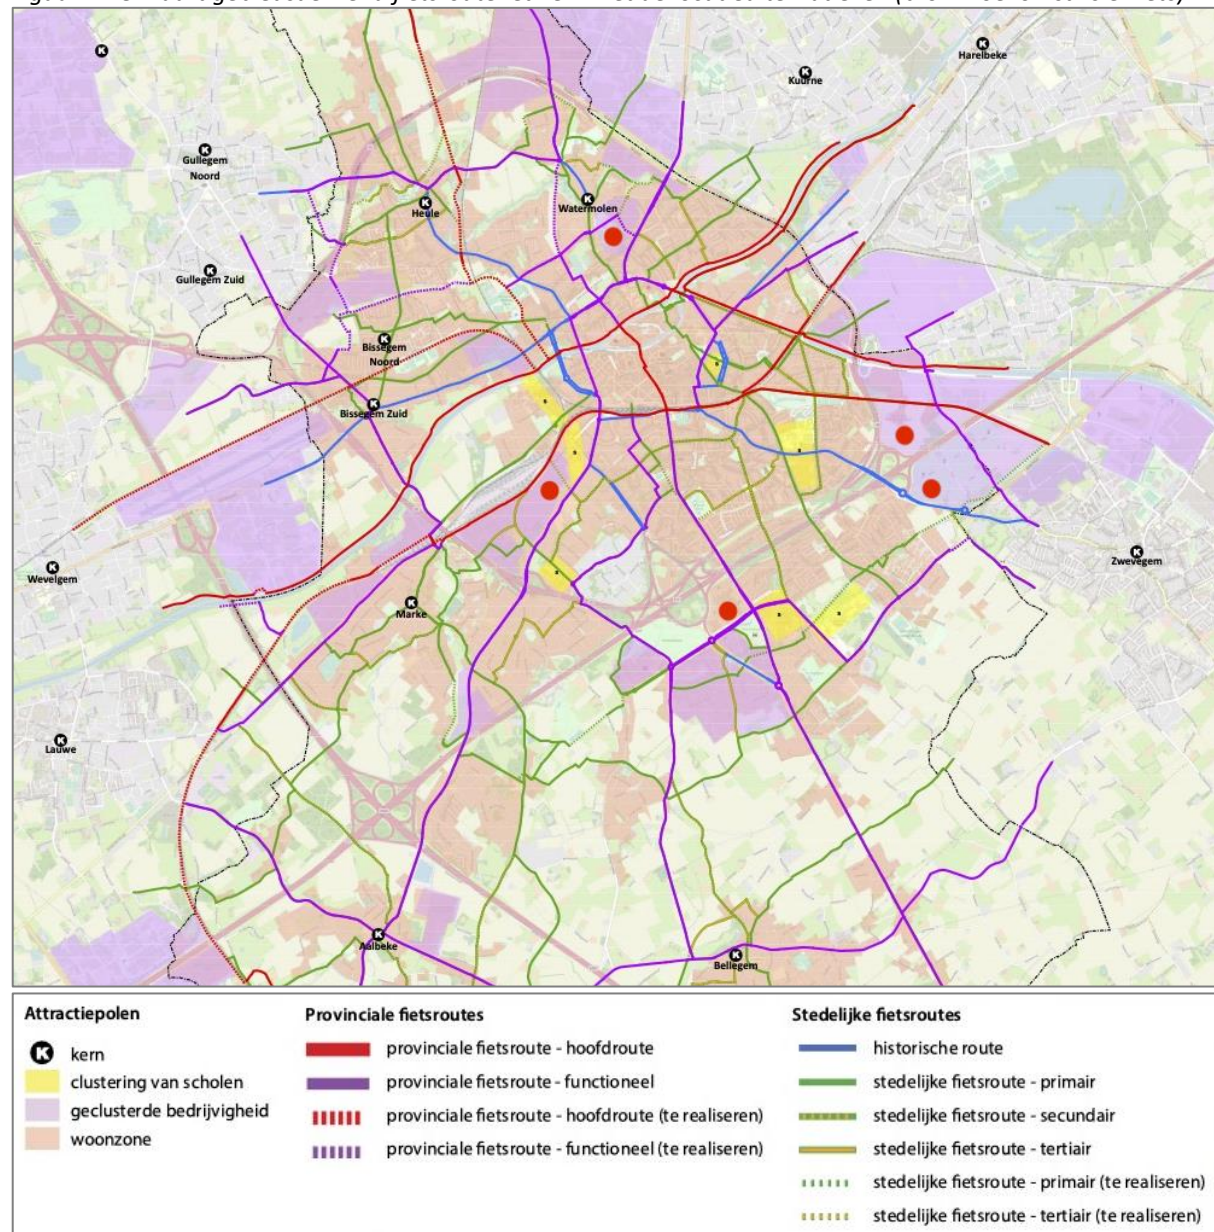 K
Harelbeke
K
K
Kuurne
K
Gullegem
Noord
K
Watermolen
K
Heule
K
Gullegem Zuid
K
Bissegem
Noord
K
Bissegem Zuid
K
Zwevegem
K
Wevelgem
K
Marke
K
Lauwe
K
Aalbeke
K
Bellegem
Attractiepolen
K kern
clustering van scholen
geclusterde bedrijvigheid
woonzone
Provinciale fietsroutes
provinciale fietsroute - hoofdroute
provinciale fietsroute - functioneel
provinciale fietsroute - hoofdroute (te realiseren)
provinciale fietsroute - functioneel (te realiseren)
Stedelijke fietsroutes
historische route
stedelijke fietsroute - primair
stedelijke fietsroute - secundair
stedelijke fietsroute - tertiair
stedelijke fietsroute - primair (te realiseren)
stedelijke fietsroute - tertiair (te realiseren)